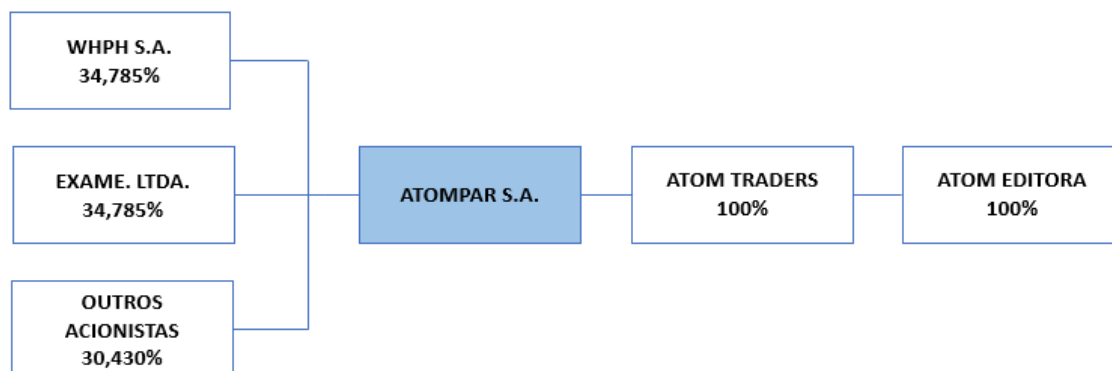 WHPH S.A.
34,785%
EXAME. LTDA.
34,785%
OUTROS
ACIONISTAS
30,430%
ATOMPAR S.A.
ATOM TRADERS
100%
ATOM EDITORA
100%